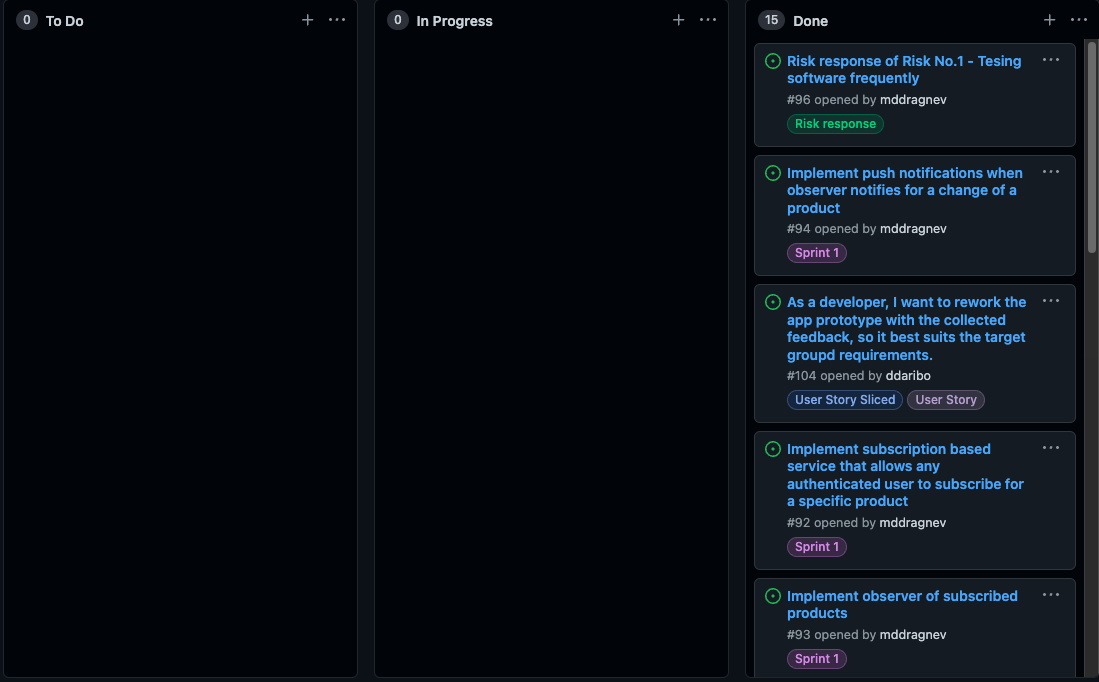 0 To Do
0 In Progress
15 Done
Risk response of Risk No.1 - Tesing
software frequently
#96 opened by mddragnev
Risk response
Implement push notifications when
observer notifies for a change of a
product
#94 opened by mddragnev
Sprint 1
As a developer, I want to rework the
app prototype with the collected
feedback, so it best suits the target
groupd requirements.
#104 opened by ddaribo
User Story Sliced User Story
Implement subscription based
service that allows any
authenticated user to subscribe for
a specific product
#92 opened by mddragnev
Sprint 1
Implement observer of subscribed
products
#93 opened by mddragnev
Sprint 1